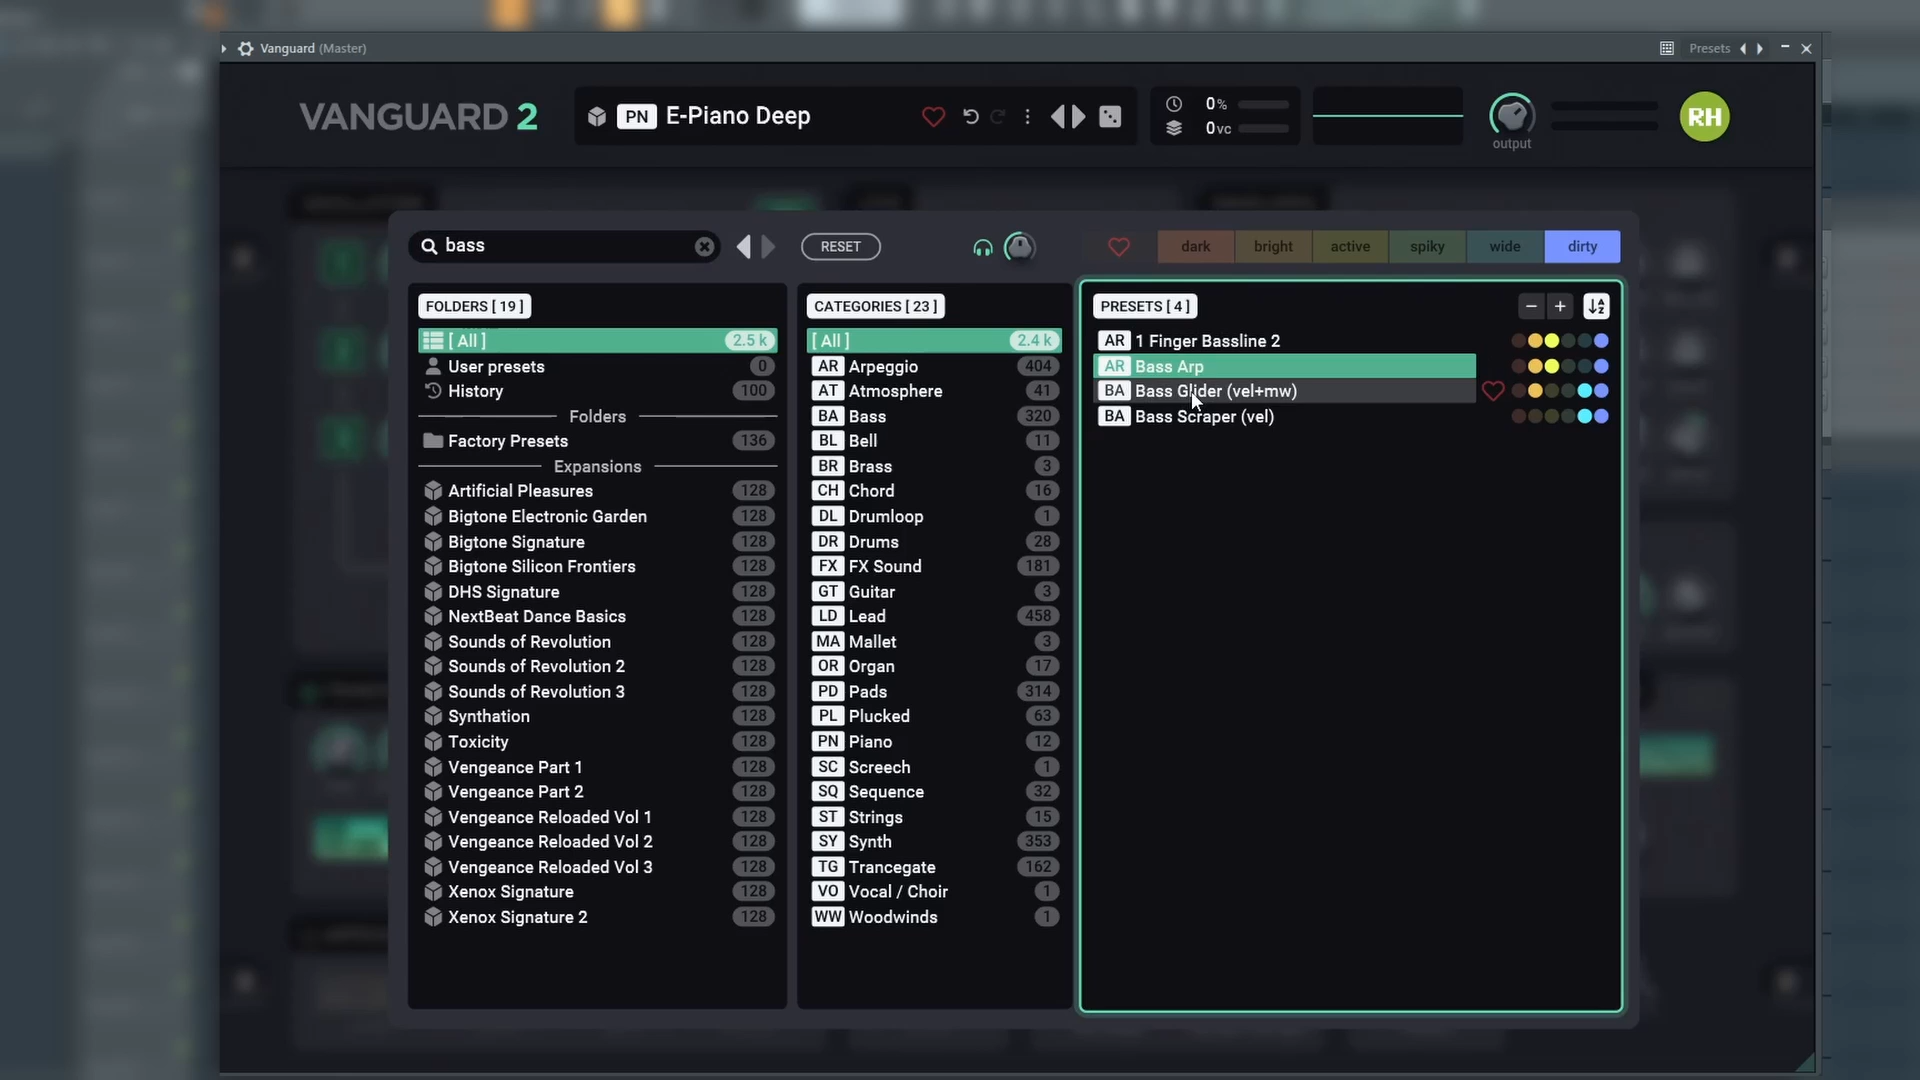 Vanguard (Master)
Presets
VANGUARD 2
PN E-Piano Deep
0%
0vc
output
RH
bass
RESET
dark
bright
active
spiky
wide
dirty
FOLDERS [ 19 ]
[ All ] 2.5 k
User presets 0
History 100
Folders
Factory Presets 136
Expansions
Artificial Pleasures 128
Bigtone Electronic Garden 128
Bigtone Signature 128
Bigtone Silicon Frontiers 128
DHS Signature 128
NextBeat Dance Basics 128
Sounds of Revolution 128
Sounds of Revolution 2 128
Sounds of Revolution 3 128
Synthation 128
Toxicity 128
Vengeance Part 1 128
Vengeance Part 2 128
Vengeance Reloaded Vol 1 128
Vengeance Reloaded Vol 2 128
Vengeance Reloaded Vol 3 128
Xenox Signature 128
Xenox Signature 2 128
CATEGORIES [ 23 ]
[ All ] 2.4 k
AR Arpeggio 404
AT Atmosphere 41
BA Bass 320
BL Bell 11
BR Brass 3
CH Chord 16
DL Drumloop 1
DR Drums 28
FX FX Sound 181
GT Guitar 3
LD Lead 458
MA Mallet 3
OR Organ 17
PD Pads 314
PL Plucked 63
PN Piano 12
SC Screech 1
SQ Sequence 32
ST Strings 15
SY Synth 353
TG Trancegate 162
VO Vocal / Choir 1
WW Woodwinds 1
PRESETS [ 4 ]
AR 1 Finger Bassline 2
AR Bass Arp
BA Bass Glider (vel+mw)
BA Bass Scraper (vel)